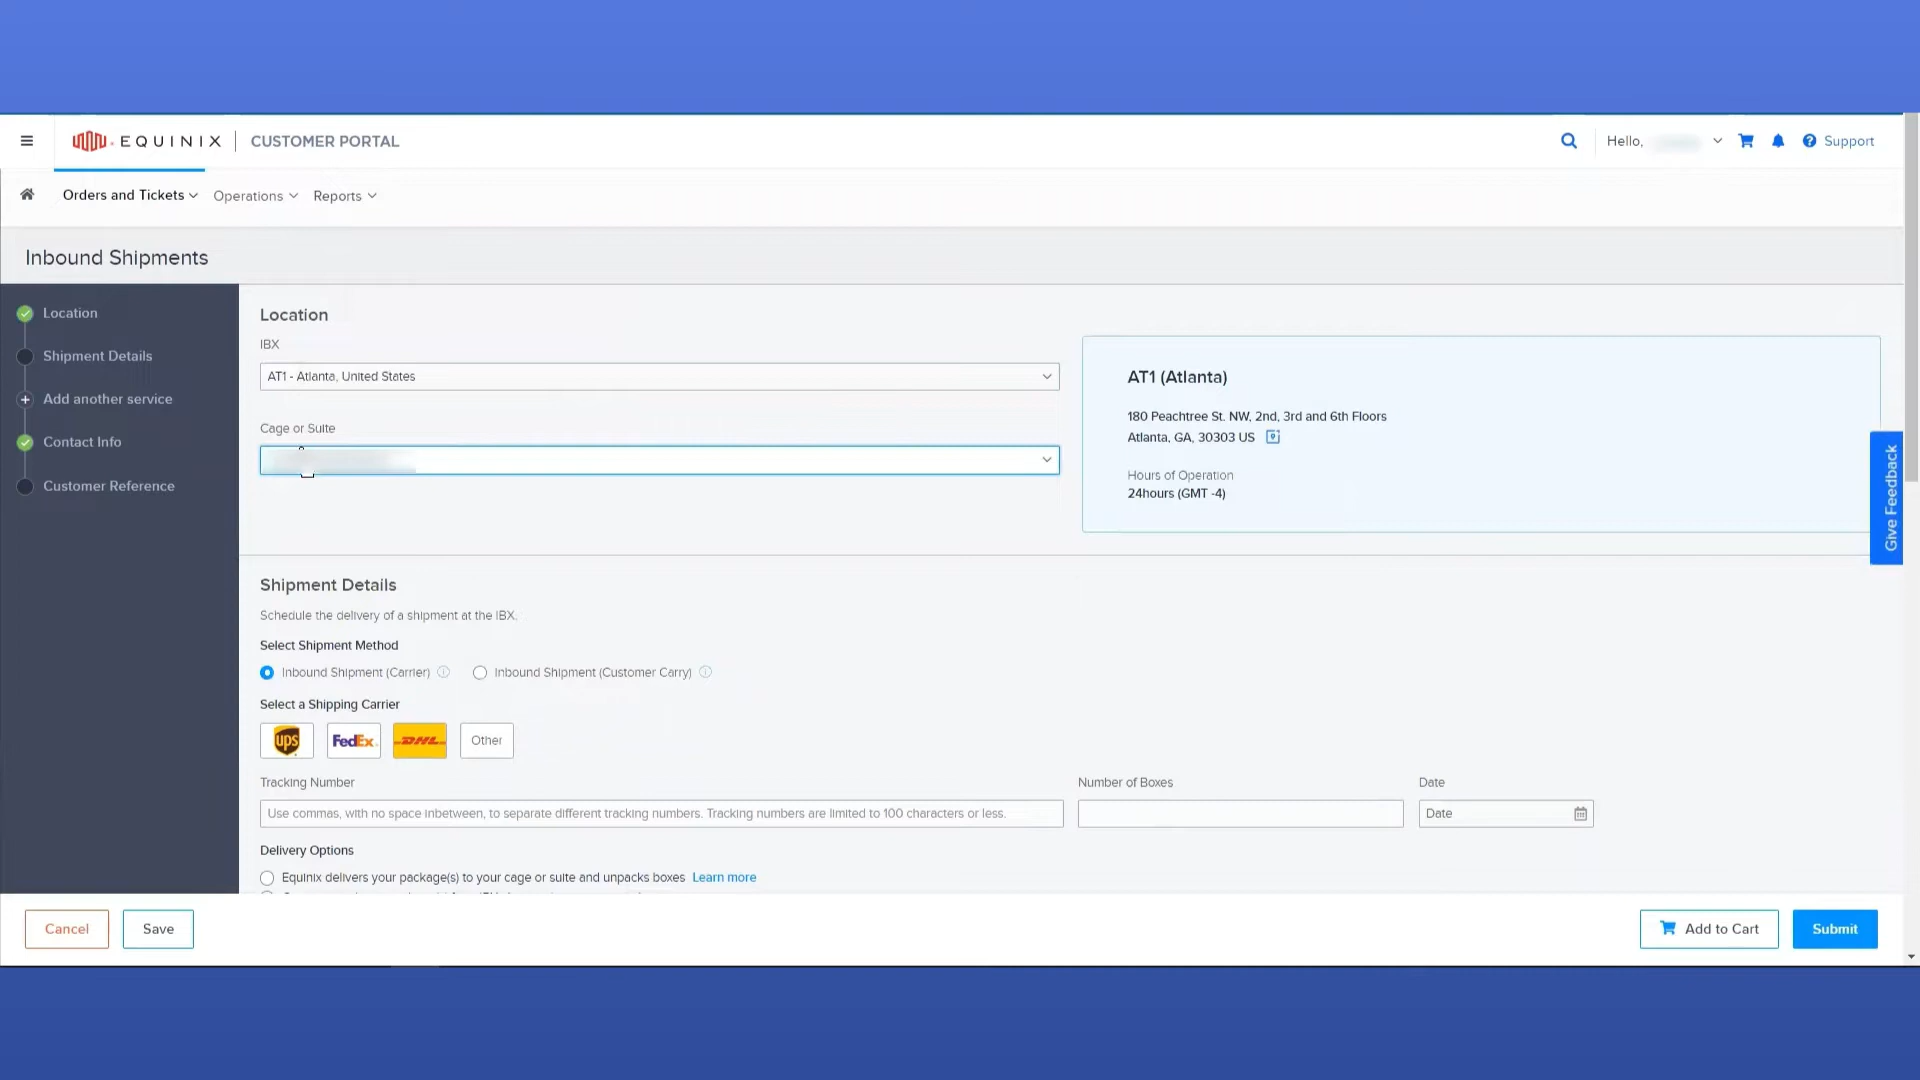 EQUINIX CUSTOMER PORTAL
Hello,
Support
Orders and Tickets
Operations
Reports
Inbound Shipments
Location
Shipment Details
Add another service
Contact Info
Customer Reference
Location
IBX
AT1 - Atlanta, United States
Cage or Suite
AT1 (Atlanta)
180 Peachtree St. NW, 2nd, 3rd and 6th Floors
Atlanta, GA, 30303 US
Hours of Operation
24hours (GMT -4)
Give Feedback
Shipment Details
Schedule the delivery of a shipment at the IBX.
Select Shipment Method
Inbound Shipment (Carrier)
Inbound Shipment (Customer Carry)
Select a Shipping Carrier
ups
FedEx
DHL
Other
Tracking Number
Number of Boxes
Date
Use commas, with no space inbetween, to separate different tracking numbers. Tracking numbers are limited to 100 characters or less.
Date
Delivery Options
Equinix delivers your package(s) to your cage or suite and unpacks boxes Learn more
Cancel
Save
Add to Cart
Submit